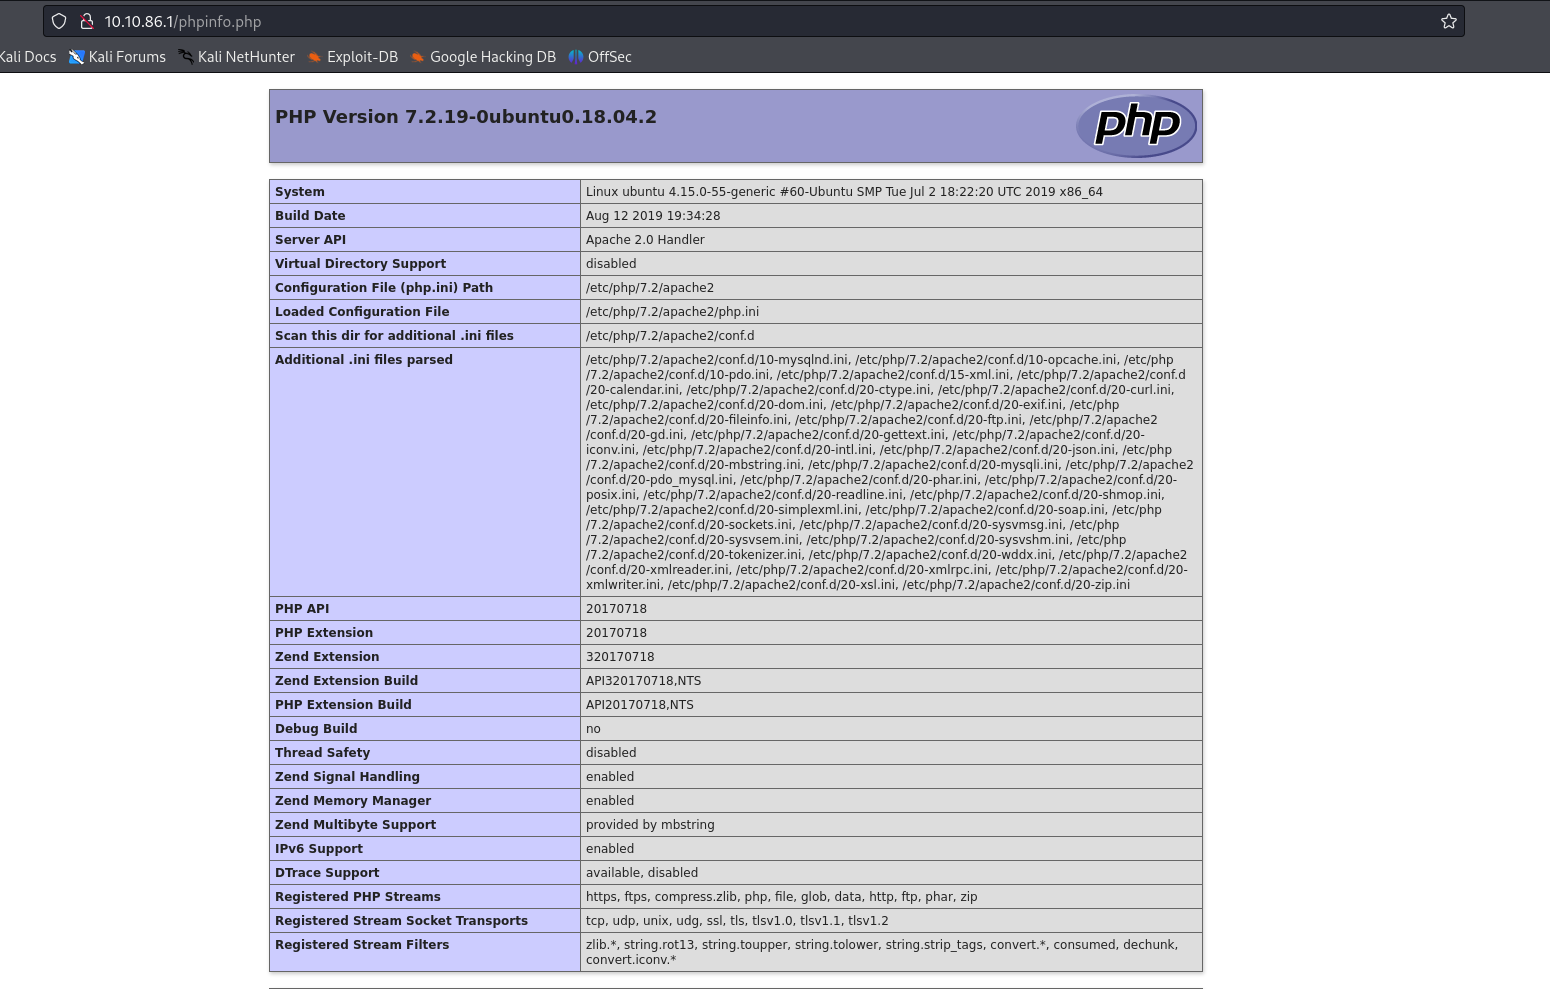 10.10.86.1/phpinfo.php
Kali Docs Kali Forums Kali NetHunter Exploit-DB Google Hacking DB OffSec
PHP Version 7.2.19-0ubuntu0.18.04.2
php
System Linux ubuntu 4.15.0-55-generic #60-Ubuntu SMP Tue Jul 2 18:22:20 UTC 2019 x86_64
Build Date Aug 12 2019 19:34:28
Server API Apache 2.0 Handler
Virtual Directory Support disabled
Configuration File (php.ini) Path /etc/php/7.2/apache2
Loaded Configuration File /etc/php/7.2/apache2/php.ini
Scan this dir for additional .ini files /etc/php/7.2/apache2/conf.d
Additional .ini files parsed /etc/php/7.2/apache2/conf.d/10-mysqlnd.ini, /etc/php/7.2/apache2/conf.d/10-opcache.ini, /etc/php
/7.2/apache2/conf.d/10-pdo.ini, /etc/php/7.2/apache2/conf.d/15-xml.ini, /etc/php/7.2/apache2/conf.d
/20-calendar.ini, /etc/php/7.2/apache2/conf.d/20-ctype.ini, /etc/php/7.2/apache2/conf.d/20-curl.ini,
/etc/php/7.2/apache2/conf.d/20-dom.ini, /etc/php/7.2/apache2/conf.d/20-exif.ini, /etc/php
/7.2/apache2/conf.d/20-fileinfo.ini, /etc/php/7.2/apache2/conf.d/20-ftp.ini, /etc/php/7.2/apache2
/conf.d/20-gd.ini, /etc/php/7.2/apache2/conf.d/20-gettext.ini, /etc/php/7.2/apache2/conf.d/20-
iconv.ini, /etc/php/7.2/apache2/conf.d/20-intl.ini, /etc/php/7.2/apache2/conf.d/20-json.ini, /etc/php
/7.2/apache2/conf.d/20-mbstring.ini, /etc/php/7.2/apache2/conf.d/20-mysqli.ini, /etc/php/7.2/apache2
/conf.d/20-pdo_mysql.ini, /etc/php/7.2/apache2/conf.d/20-phar.ini, /etc/php/7.2/apache2/conf.d/20-
posix.ini, /etc/php/7.2/apache2/conf.d/20-readline.ini, /etc/php/7.2/apache2/conf.d/20-shmop.ini,
/etc/php/7.2/apache2/conf.d/20-simplexml.ini, /etc/php/7.2/apache2/conf.d/20-soap.ini, /etc/php
/7.2/apache2/conf.d/20-sockets.ini, /etc/php/7.2/apache2/conf.d/20-sysvmsg.ini, /etc/php
/7.2/apache2/conf.d/20-sysvsem.ini, /etc/php/7.2/apache2/conf.d/20-sysvshm.ini, /etc/php
/7.2/apache2/conf.d/20-tokenizer.ini, /etc/php/7.2/apache2/conf.d/20-wddx.ini, /etc/php/7.2/apache2
/conf.d/20-xmlreader.ini, /etc/php/7.2/apache2/conf.d/20-xmlrpc.ini, /etc/php/7.2/apache2/conf.d/20-
xmlwriter.ini, /etc/php/7.2/apache2/conf.d/20-xsl.ini, /etc/php/7.2/apache2/conf.d/20-zip.ini
PHP API 20170718
PHP Extension 20170718
Zend Extension 320170718
Zend Extension Build API320170718,NTS
PHP Extension Build API20170718,NTS
Debug Build no
Thread Safety disabled
Zend Signal Handling enabled
Zend Memory Manager enabled
Zend Multibyte Support provided by mbstring
IPv6 Support enabled
DTrace Support available, disabled
Registered PHP Streams https, ftps, compress.zlib, php, file, glob, data, http, ftp, phar, zip
Registered Stream Socket Transports tcp, udp, unix, udg, ssl, tls, tlsv1.0, tlsv1.1, tlsv1.2
Registered Stream Filters zlib.*, string.rot13, string.toupper, string.tolower, string.strip_tags, convert.*, consumed, dechunk,
convert.iconv.*